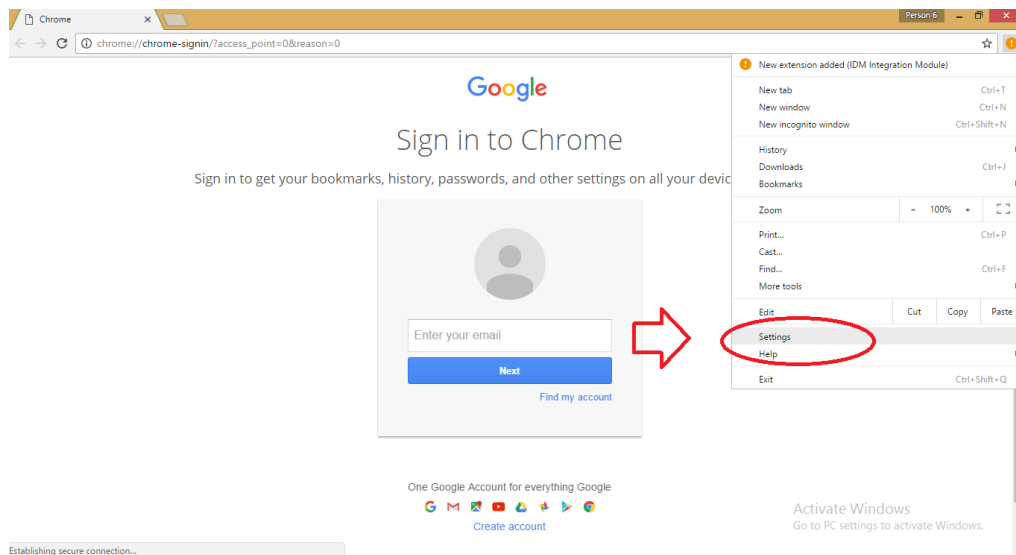 Chrome
Person 6
chrome://chrome-signin/?access_point=0&reason=0
New extension added (IDM Integration Module)
New tab Ctrl+T
New window Ctrl+N
New incognito window Ctrl+Shift+N
History
Downloads Ctrl+J
Bookmarks
Zoom - 100% +
Print... Ctrl+P
Cast...
Find... Ctrl+F
More tools
Edit Cut Copy Paste
Settings
Help
Exit Ctrl+Shift+Q
Google
Sign in to Chrome
Sign in to get your bookmarks, history, passwords, and other settings on all your devic
Enter your email
Next
Find my account
One Google Account for everything Google
Create account
Activate Windows
Go to PC settings to activate Windows.
Establishing secure connection...